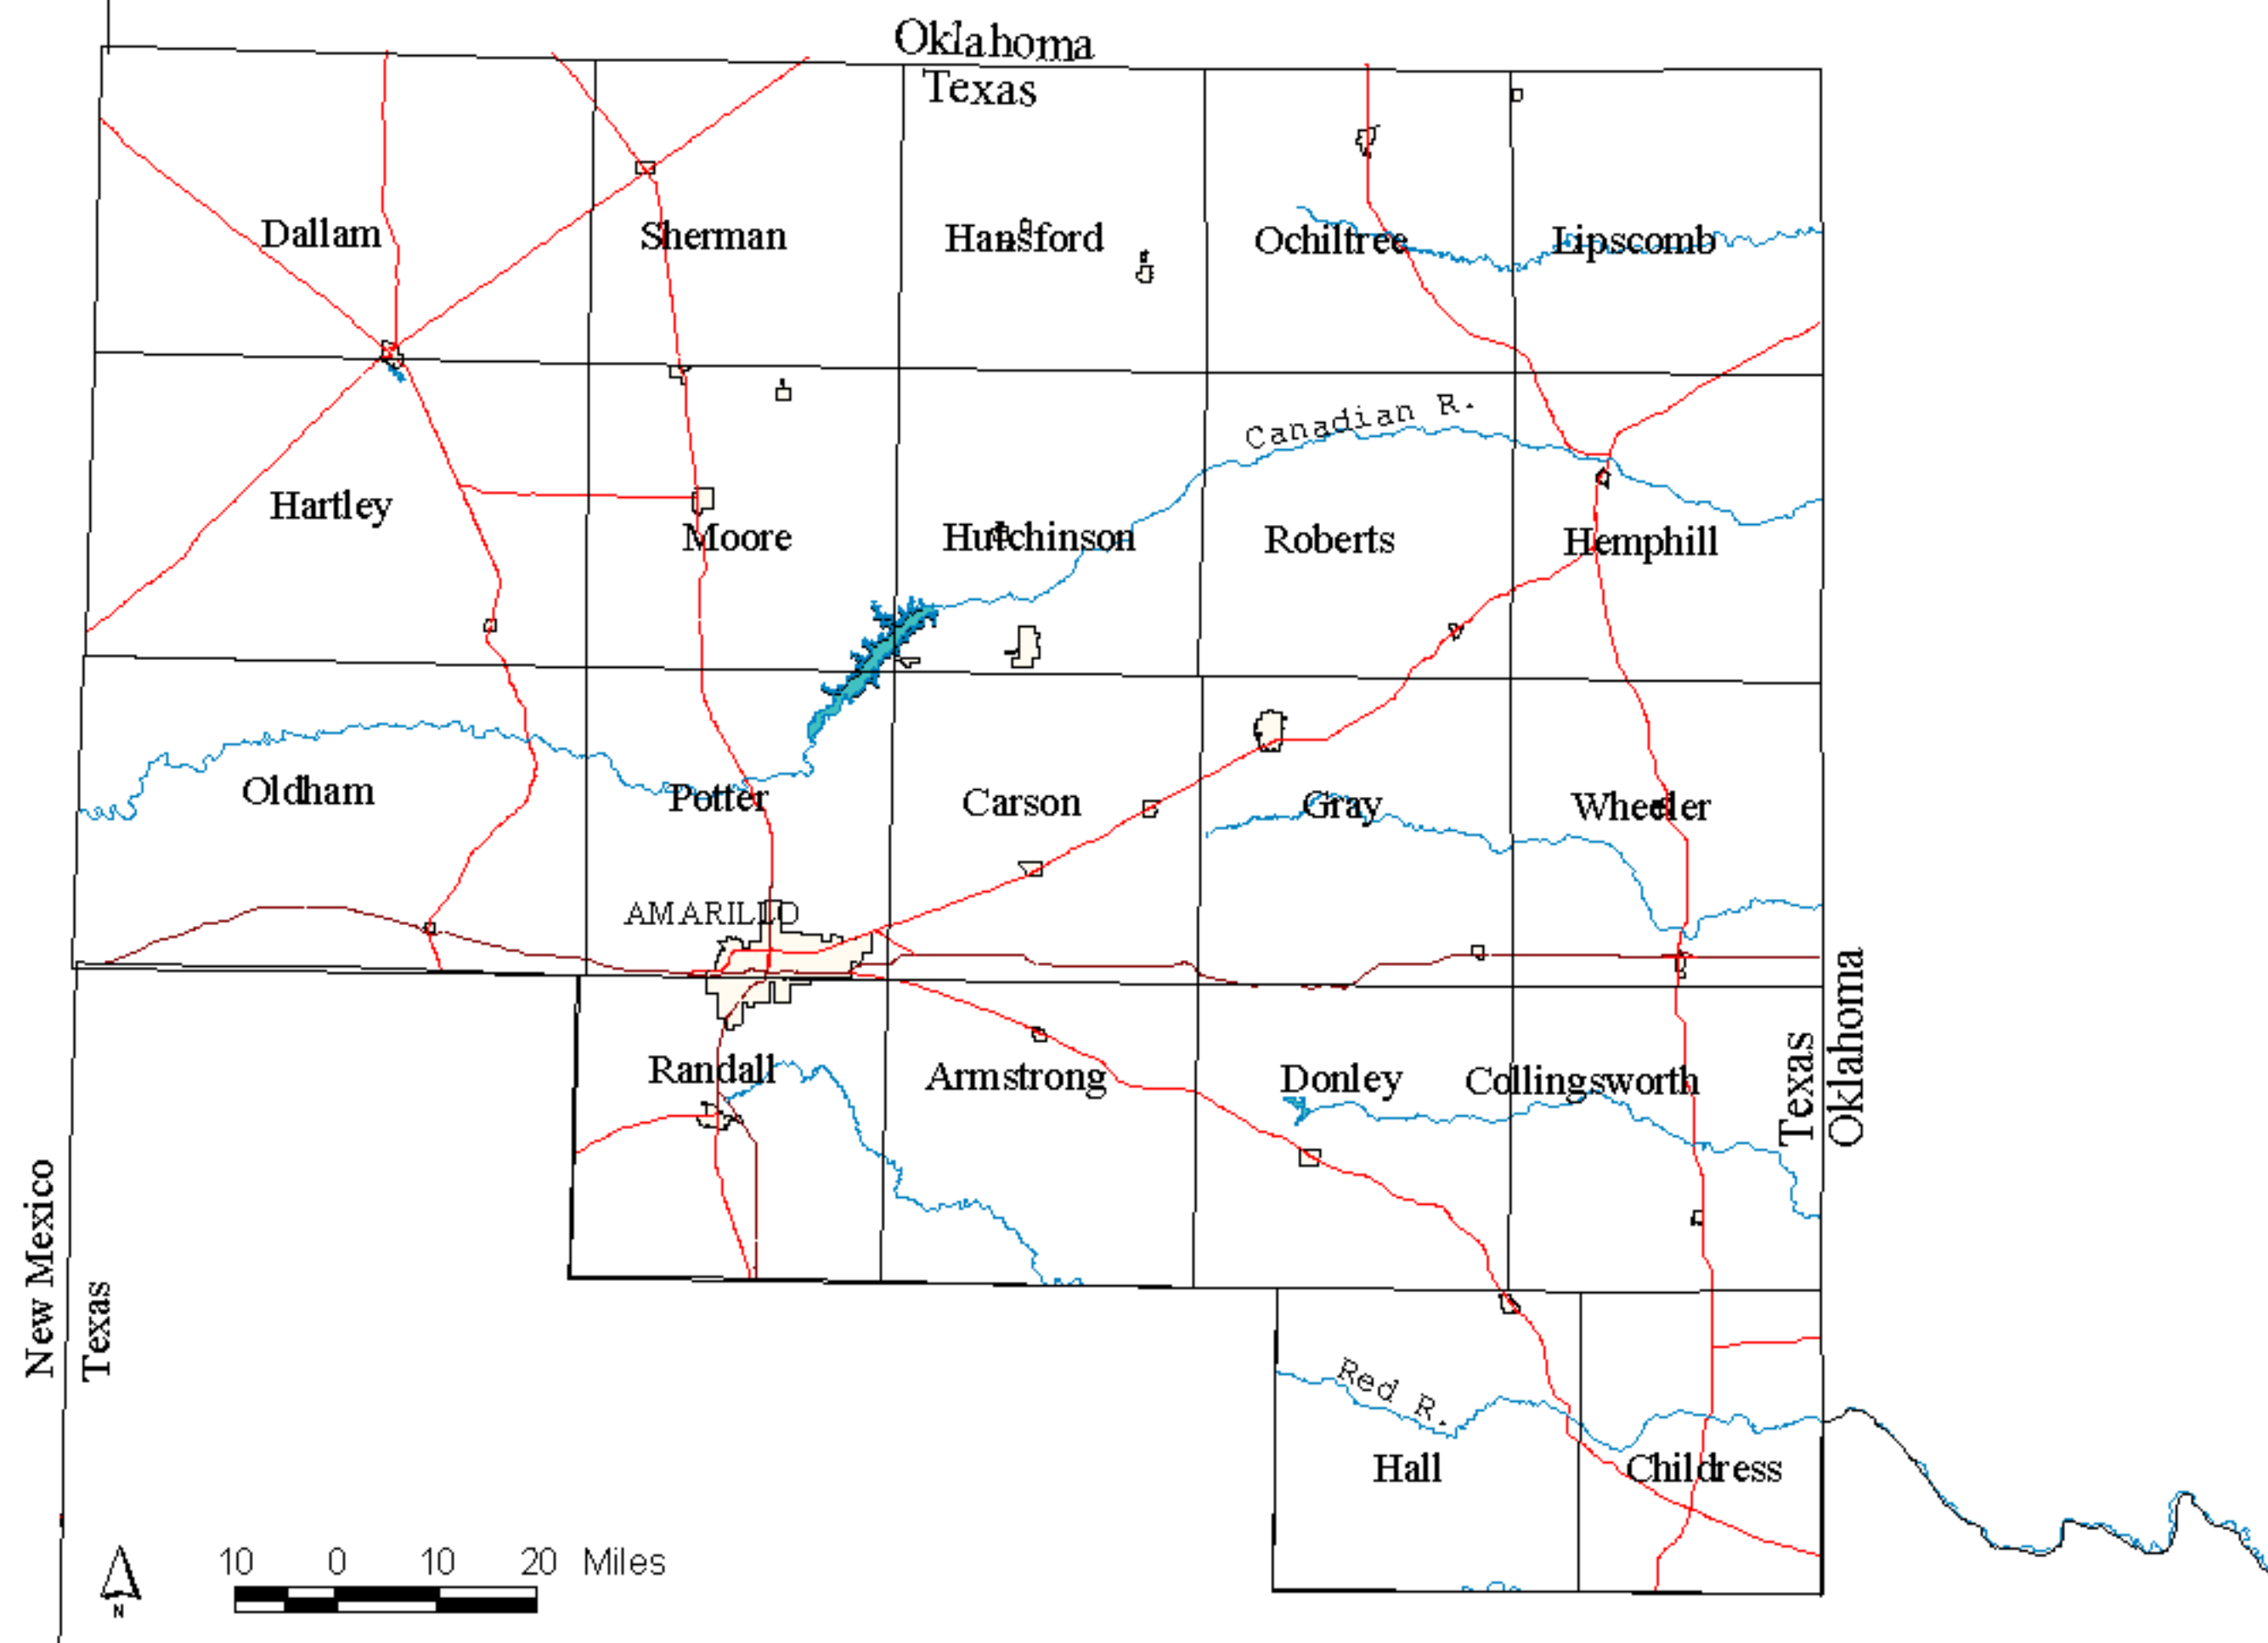 Oklahoma
Texas
Dallam
Sherman
Hansford
Ochiltree
Lipscomb
Canadian R.
Hartley
Moore
Hutchinson
Roberts
Hemphill
Oldham
Potter
Carson
Gray
Wheeler
AMARILLO
Randall
Armstrong
Donley
Collingsworth
Texas
Oklahoma
New Mexico
Texas
Red R.
Hall
Childress
10 0 10 20 Miles
N